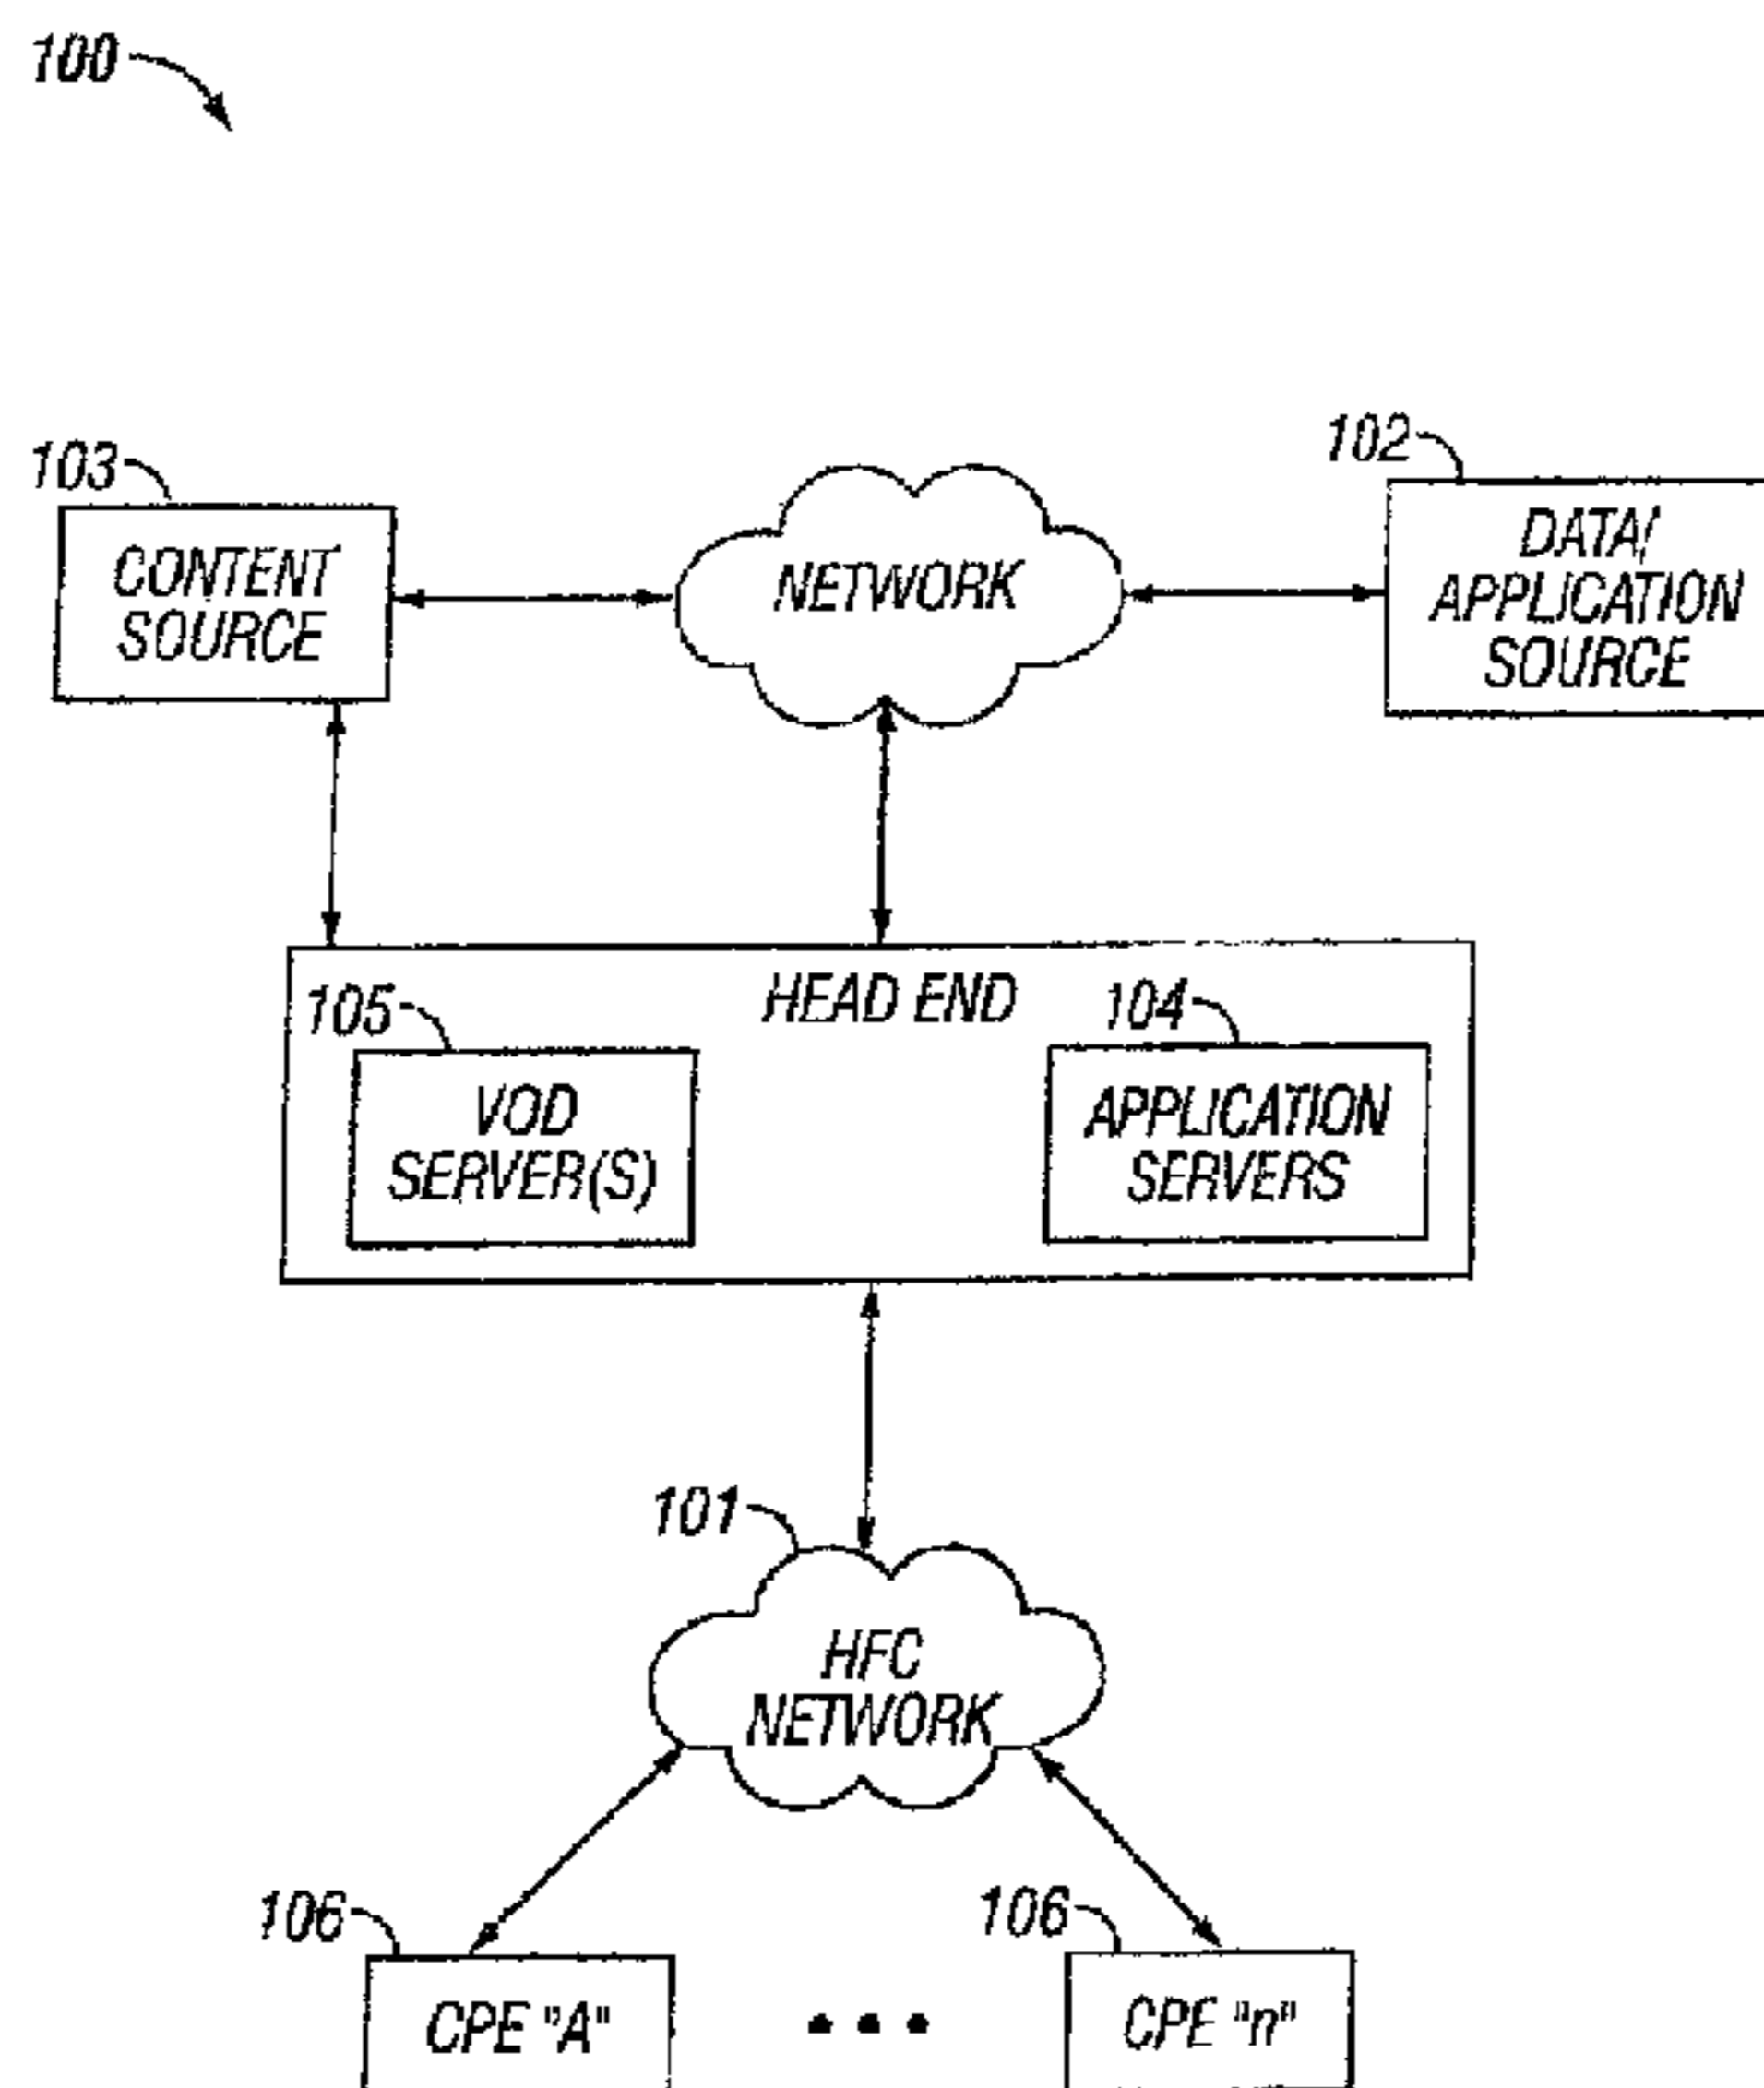 100
103
CONTENT
SOURCE
NETWORK
102
DATA/
APPLICATION
SOURCE
HEAD END
105
VOD
SERVER(S)
104
APPLICATION
SERVERS
101
HFC
NETWORK
106
CPE "A"
106
CPE "n"